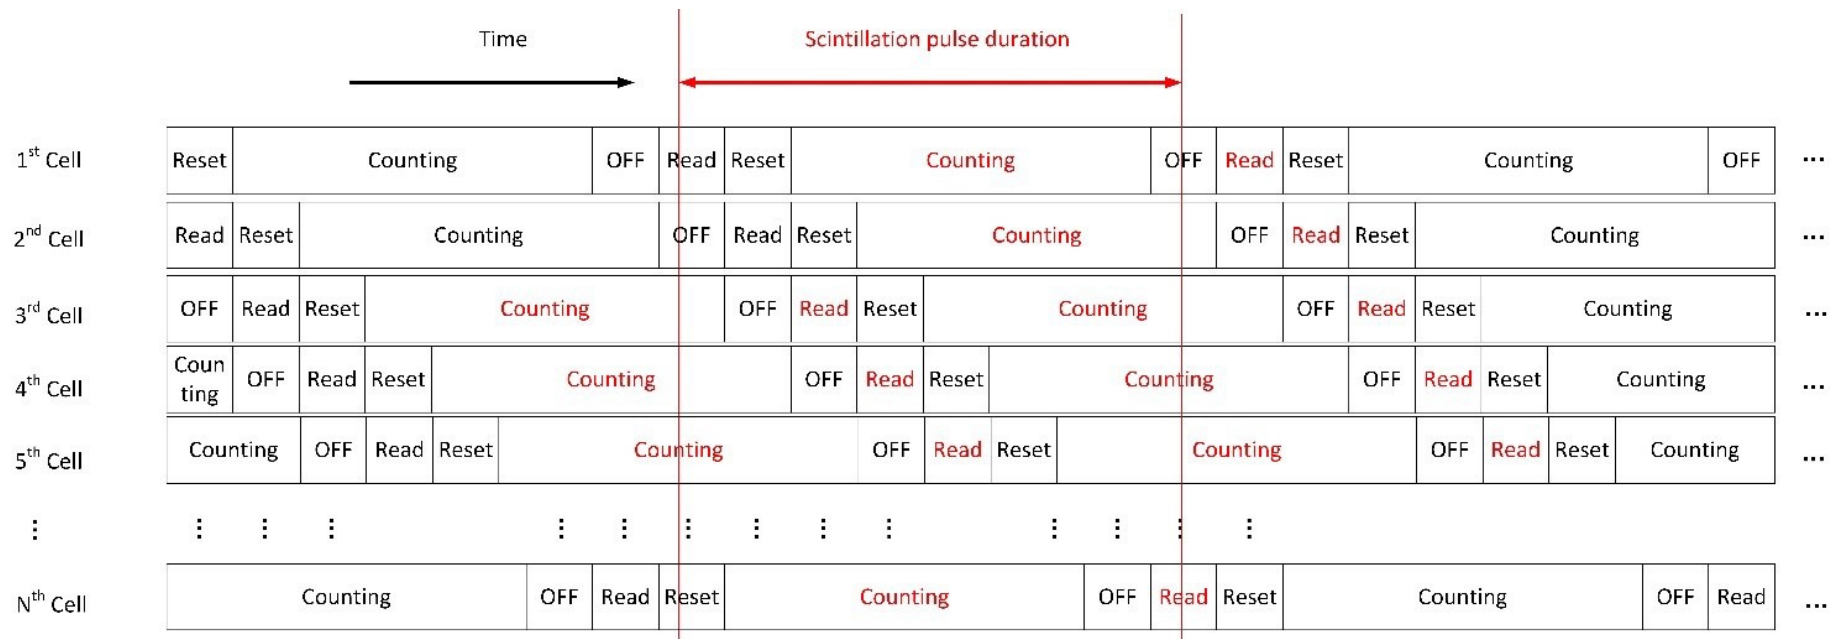 Time Scintillation pulse duration
1st Cell Reset Counting OFF Read Reset Counting OFF Read Reset Counting OFF ...
2nd Cell Read Reset Counting OFF Read Reset Counting OFF Read Reset Counting ...
3rd Cell OFF Read Reset Counting OFF Read Reset Counting OFF Read Reset Counting ...
4th Cell Coun
ting OFF Read Reset Counting OFF Read Reset Counting OFF Read Reset Counting ...
5th Cell Counting OFF Read Reset Counting OFF Read Reset Counting OFF Read Reset Counting ...
Nth Cell Counting OFF Read Reset Counting OFF Read Reset Counting OFF Read ...